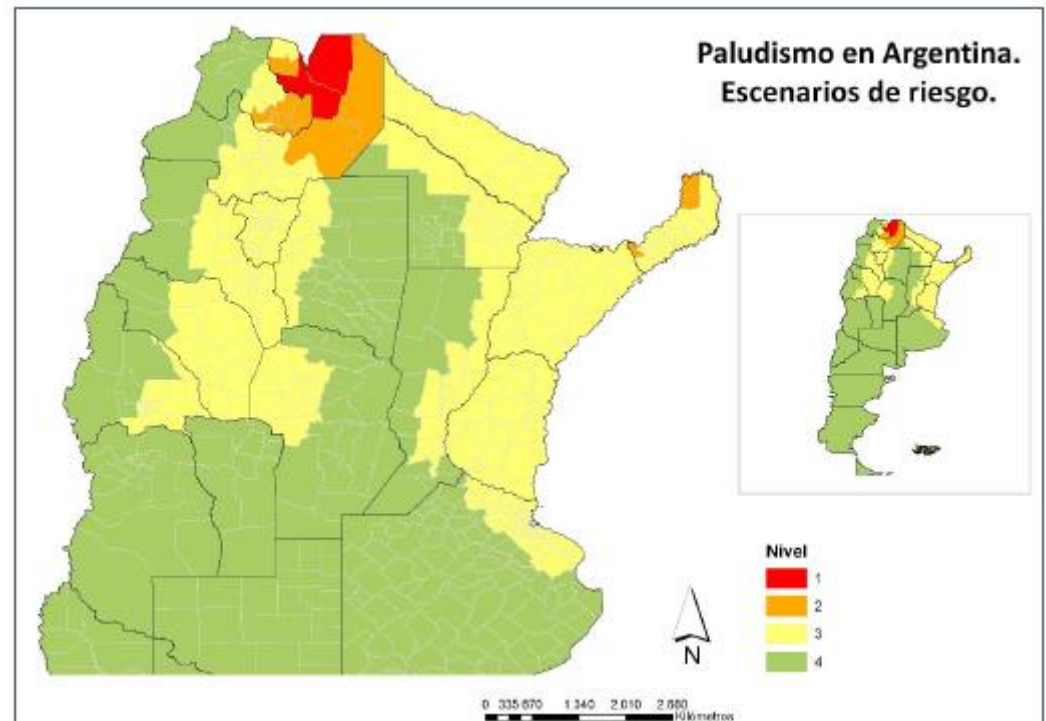 Paludismo en Argentina.
Escenarios de riesgo.
Nivel
1
2
3
4
N
0 335 670 1.340 2.010 2.680
Kilómetros